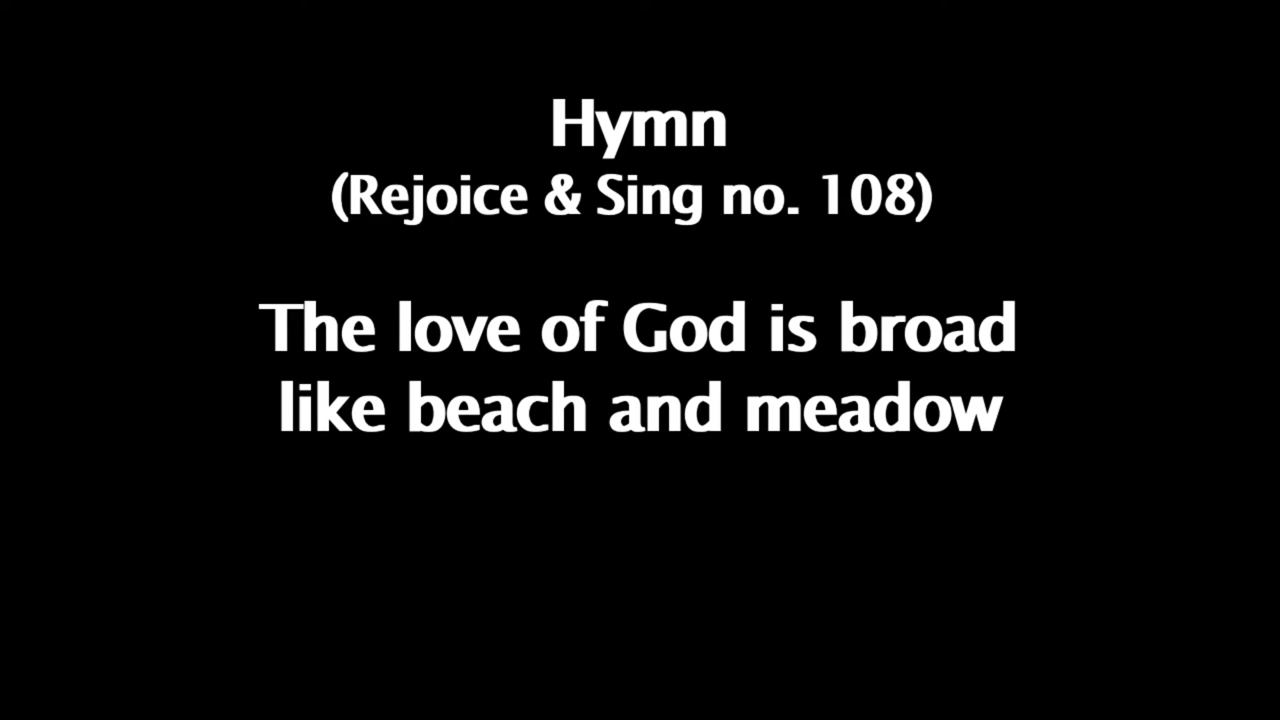 Hymn
(Rejoice & Sing no. 108)
The love of God is broad
like beach and meadow